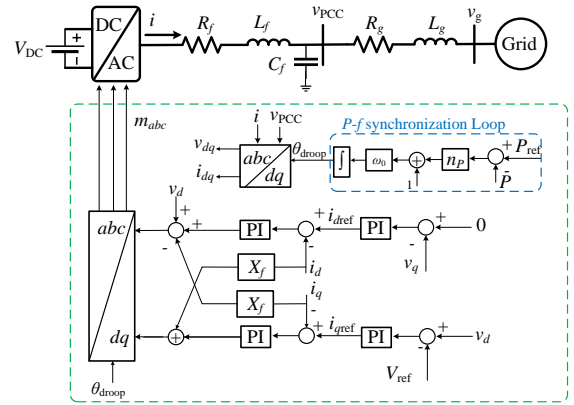 i R_f L_f v_PCC R_g L_g v_g
V_DC + - DC AC C_f Grid
m_abc
i v_PCC P-f synchronization Loop
v_dq i_dq abc dq θ_droop ∫ ω_0 + n_P + P_ref
1 - P̄
v_d
abc + + PI + i_dref PI + 0
- - -
X_f i_d v_q
X_f i_q
-
dq + PI + i_qref PI + v_d
-
θ_droop V_ref